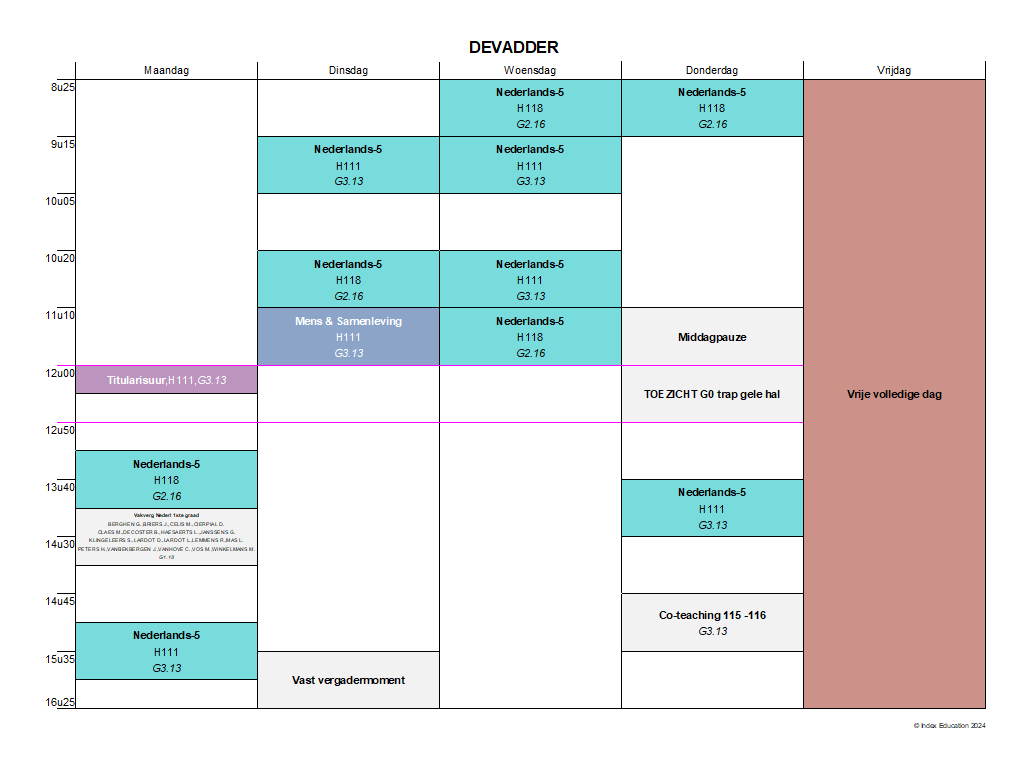 DEVADDER
Maandag Dinsdag Woensdag Donderdag Vrijdag
8u25
Nederlands-5
H118
G2.16
Nederlands-5
H118
G2.16
9u15
Nederlands-5
H111
G3.13
Nederlands-5
H111
G3.13
10u05
10u20
Nederlands-5
H118
G2.16
Nederlands-5
H111
G3.13
11u10
Mens & Samenleving
H111
G3.13
Nederlands-5
H118
G2.16
Middagpauze
12u00
Titularisuur,H111,G3.13
TOEZICHT G0 trap gele hal
Vrije volledige dag
12u50
Nederlands-5
H118
G2.16
13u40
Nederlands-5
H111
G3.13
Vakverg Nederl 1ste graad
BERGHEN G.,BRIERS J.,CELIS M.,CIERPIAL D.
CLAES M.,DECOSTER B.,HAESAERTS L.,JANSSENS G.
KLINGELEERS S.,LARDOT D.,LARDOT L.,LEMMENS R.,MAS L.
PETERS H.,VANBEKBERGEN J.,VANHOVE C.,VOS M.,WINKELMANS M.
14u30
14u45
Co-teaching 115 -116
G3.13
Nederlands-5
H111
G3.13
15u35
Vast vergadermoment
16u25
© Index Education 2024